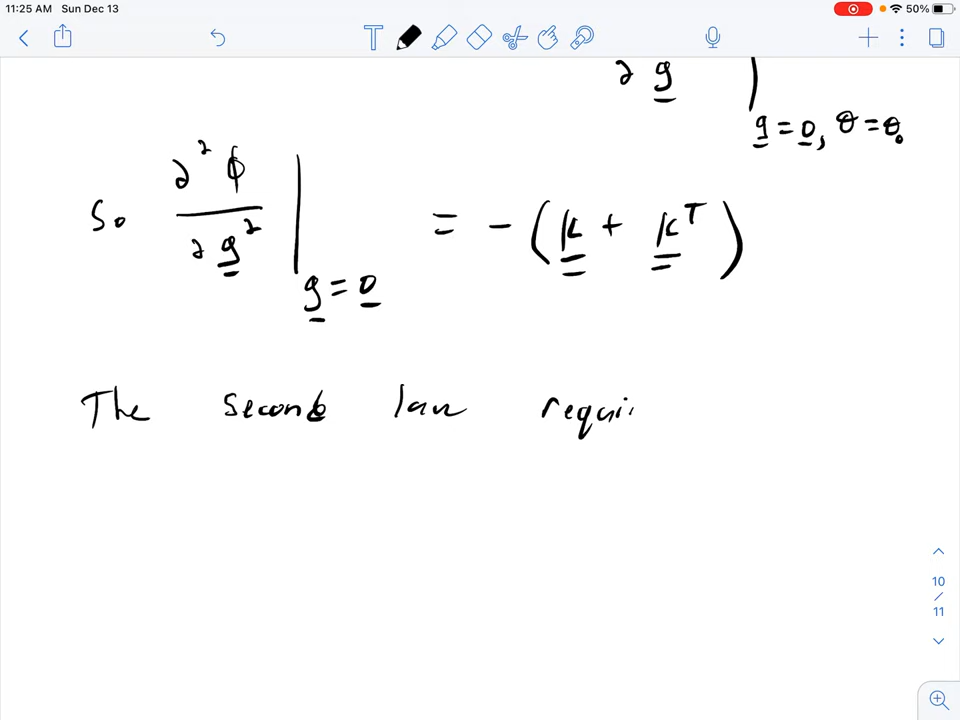 11:25 AM Sun Dec 13
50%
∂ g | g = 0, θ = θ₀
So ∂²ϕ / ∂g² | g = 0 = - (k + kᵀ)
The second law requi
10 / 11